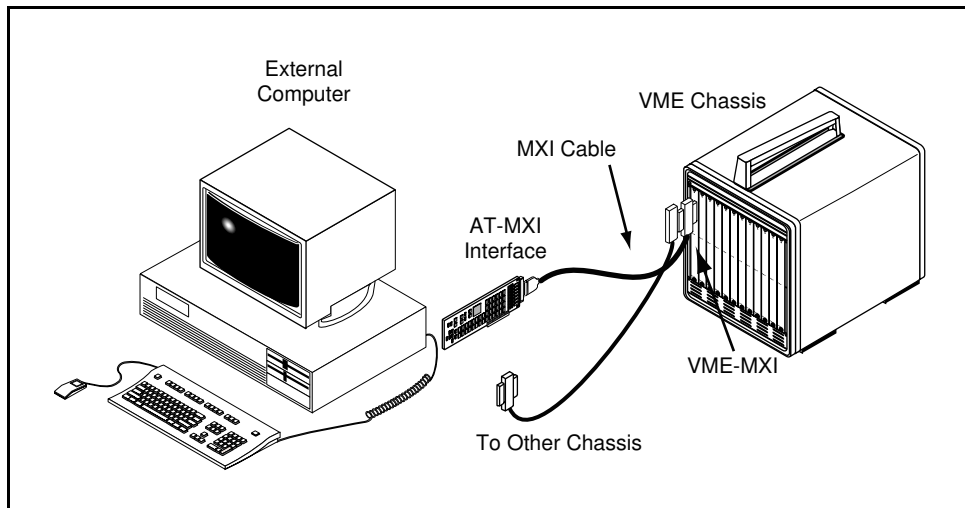 External
Computer
VME Chassis
MXI Cable
AT-MXI
Interface
VME-MXI
To Other Chassis